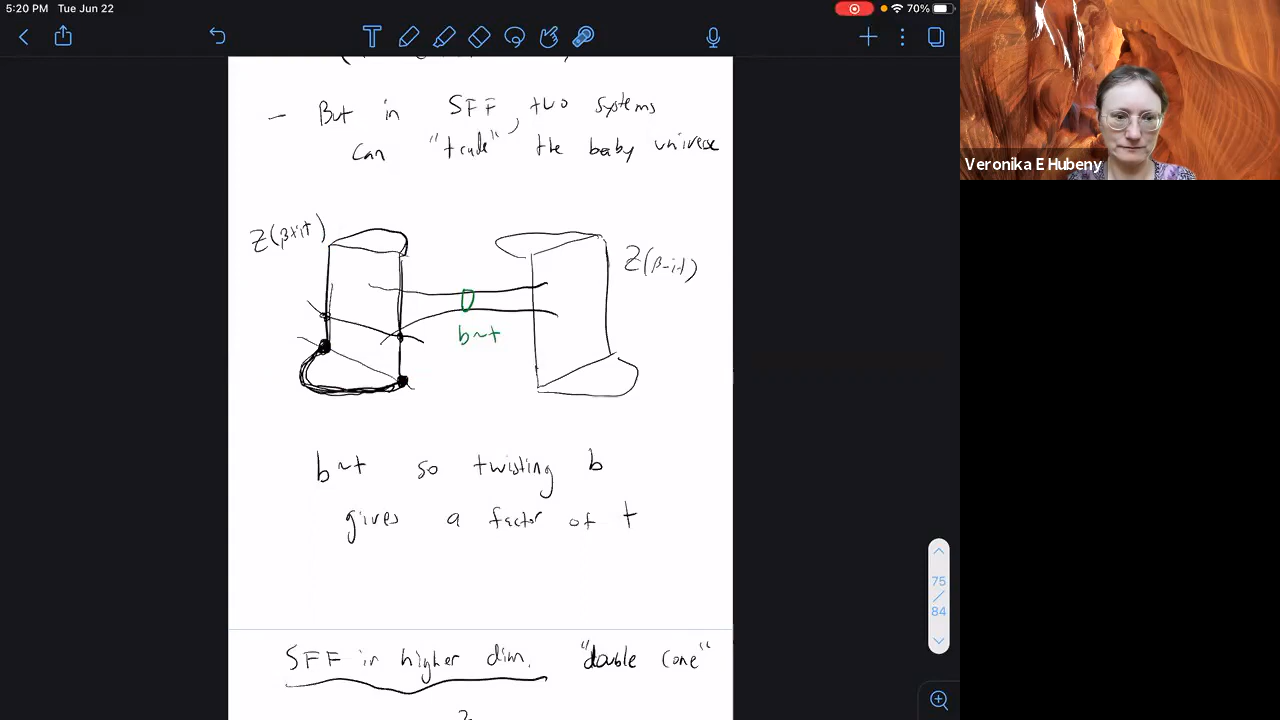 5:20 PM Tue Jun 22
70%
- But in SFF, two systems
can "trade" the baby universe
Z(β+it)
Z(β-it)
b~t
b~t so twisting b
gives a factor of t
SFF in higher dim. "double cone"
75
/
84
Veronika E Hubeny